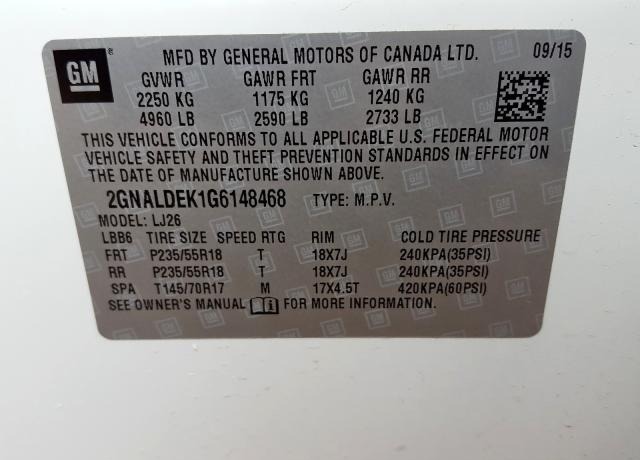 GM MFD BY GENERAL MOTORS OF CANADA LTD. 09/15
GVWR GAWR FRT GAWR RR
2250 KG 1175 KG 1240 KG
4960 LB 2590 LB 2733 LB
THIS VEHICLE CONFORMS TO ALL APPLICABLE U.S. FEDERAL MOTOR
VEHICLE SAFETY AND THEFT PREVENTION STANDARDS IN EFFECT ON
THE DATE OF MANUFACTURE SHOWN ABOVE.
2GNALDEK1G6148468 TYPE: M.P.V.
MODEL: LJ26
LBB6 TIRE SIZE SPEED RTG RIM COLD TIRE PRESSURE
FRT P235/55R18 T 18X7J 240KPA(35PSI)
RR P235/55R18 T 18X7J 240KPA(35PSI)
SPA T145/70R17 M 17X4.5T 420KPA(60PSI)
SEE OWNER'S MANUAL FOR MORE INFORMATION.